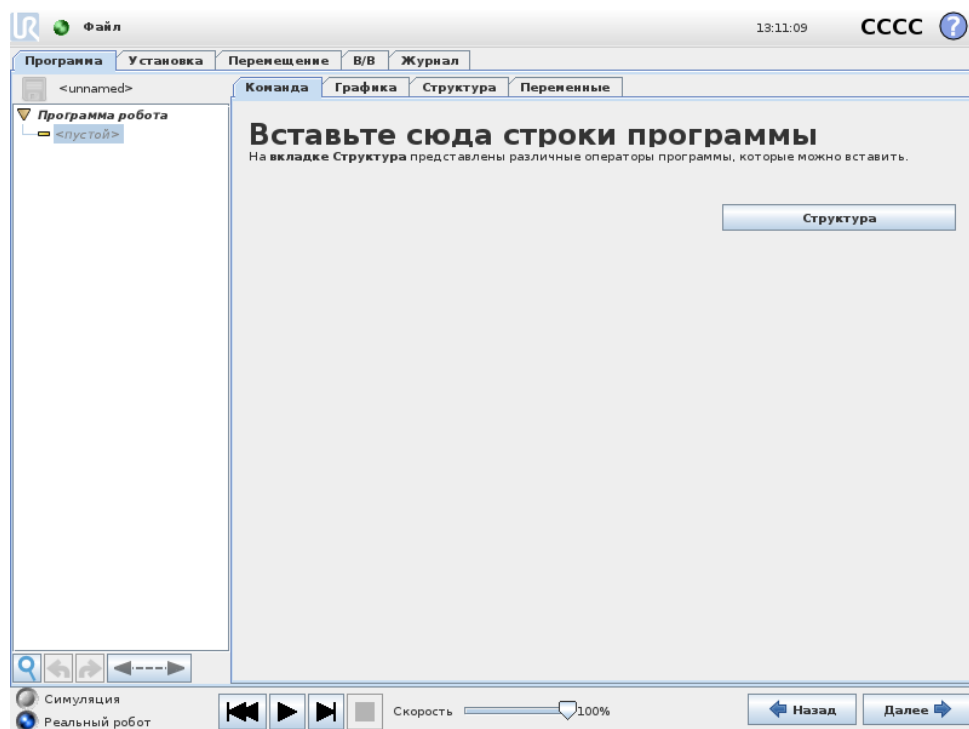 UR Файл 13:11:09 CCCC ?
Программа Установка Перемещение В/В Журнал
<unnamed>
Команда Графика Структура Переменные
Программа робота
<пустой>
Вставьте сюда строки программы
На вкладке Структура представлены различные операторы программы, которые можно вставить.
Структура
Симуляция
Реальный робот
Скорость 100%
Назад Далее